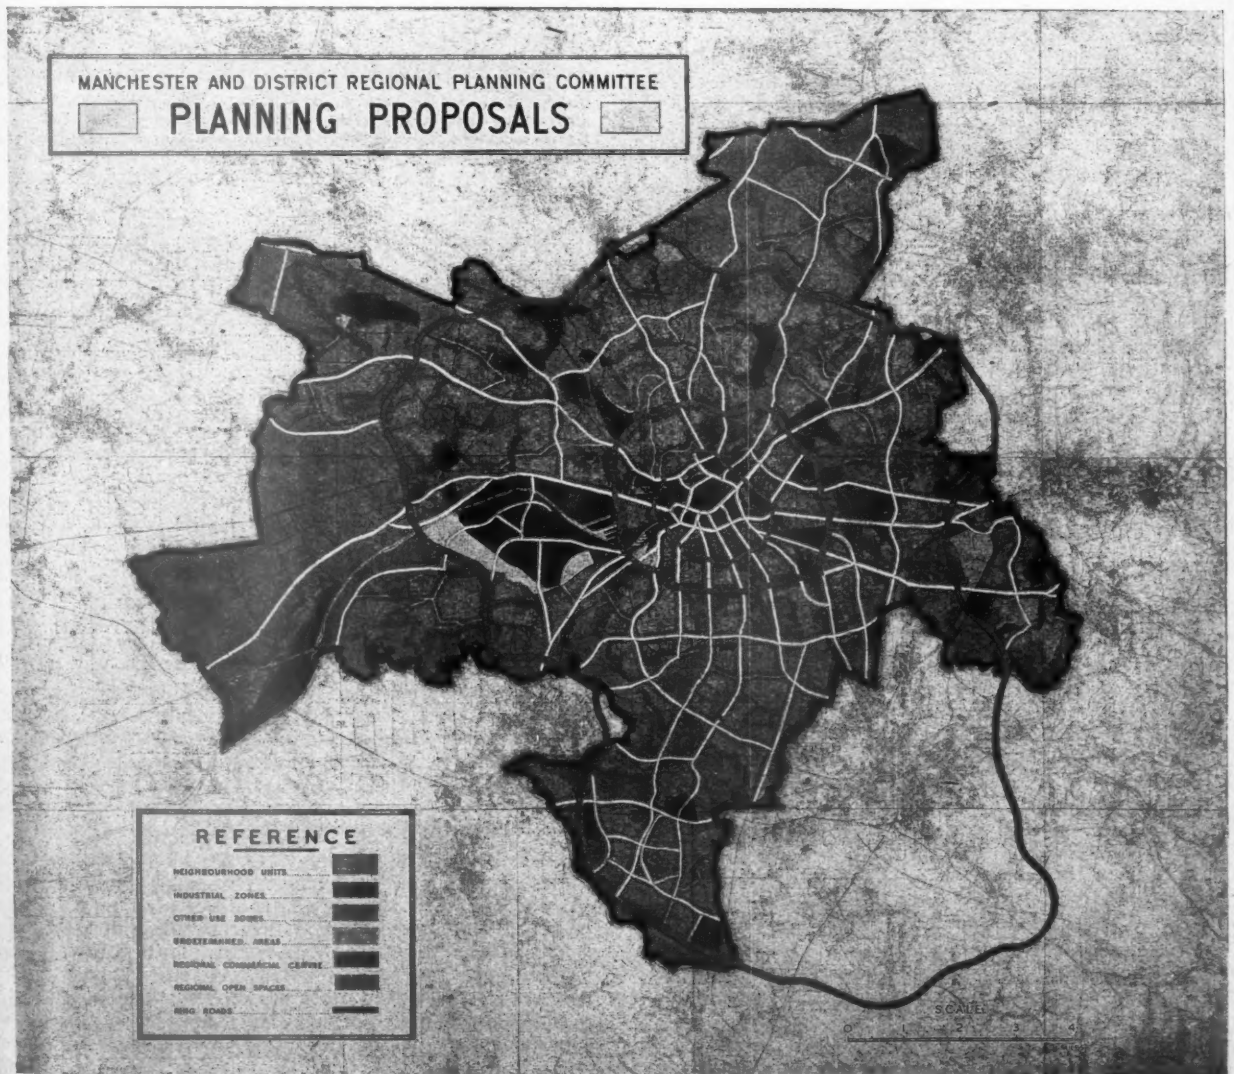 MANCHESTER AND DISTRICT REGIONAL PLANNING COMMITTEE
PLANNING PROPOSALS
REFERENCE
NEIGHBOURHOOD UNITS
INDUSTRIAL ZONES
OTHER USE ZONES
UNDETERMINED AREAS
REGIONAL COMMERCIAL CENTRE
REGIONAL OPEN SPACES
RING ROADS
SCALE
0 1 2 3 4